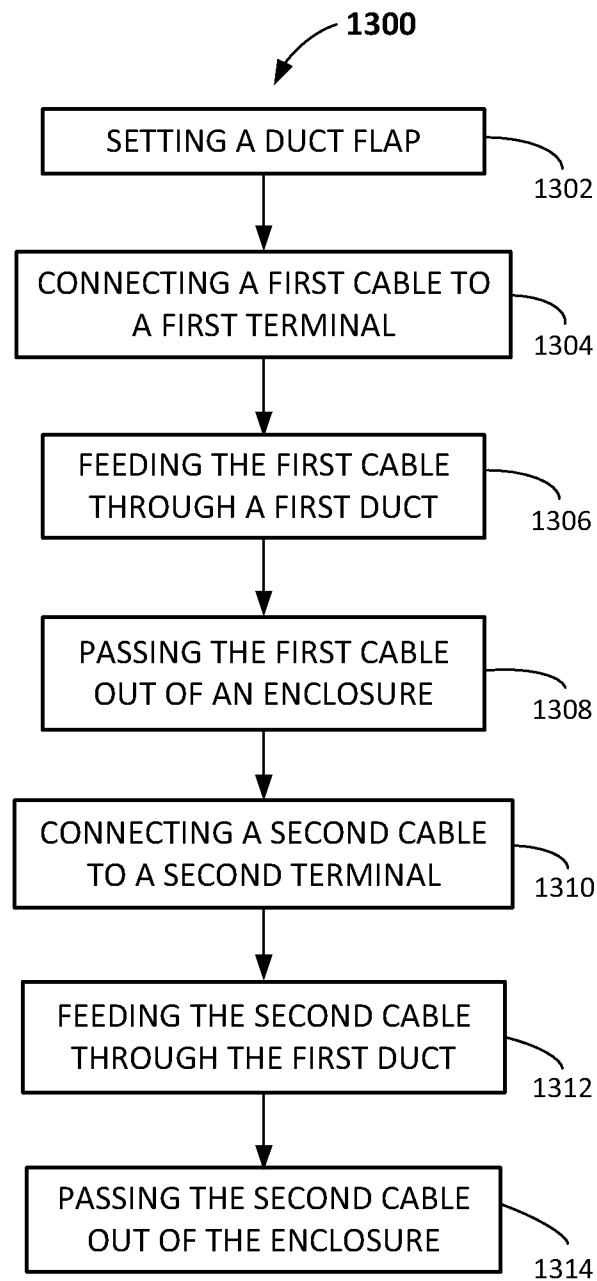 1300
SETTING A DUCT FLAP
1302
CONNECTING A FIRST CABLE TO
A FIRST TERMINAL
1304
FEEDING THE FIRST CABLE
THROUGH A FIRST DUCT
1306
PASSING THE FIRST CABLE
OUT OF AN ENCLOSURE
1308
CONNECTING A SECOND CABLE
TO A SECOND TERMINAL
1310
FEEDING THE SECOND CABLE
THROUGH THE FIRST DUCT
1312
PASSING THE SECOND CABLE
OUT OF THE ENCLOSURE
1314